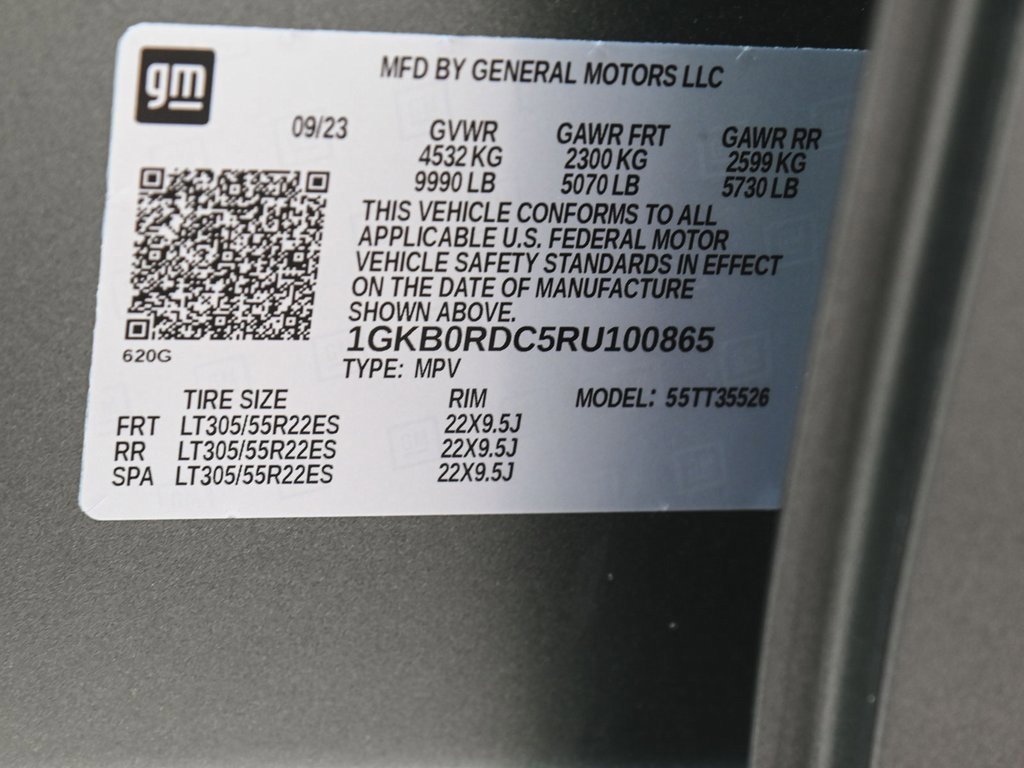 gm
MFD BY GENERAL MOTORS LLC
09/23 GVWR GAWR FRT GAWR RR
4532 KG 2300 KG 2599 KG
9990 LB 5070 LB 5730 LB
THIS VEHICLE CONFORMS TO ALL
APPLICABLE U.S. FEDERAL MOTOR
VEHICLE SAFETY STANDARDS IN EFFECT
ON THE DATE OF MANUFACTURE
SHOWN ABOVE.
1GKB0RDC5RU100865
620G
TYPE: MPV
TIRE SIZE RIM MODEL: 55TT35526
FRT LT305/55R22ES 22X9.5J
RR LT305/55R22ES 22X9.5J
SPA LT305/55R22ES 22X9.5J